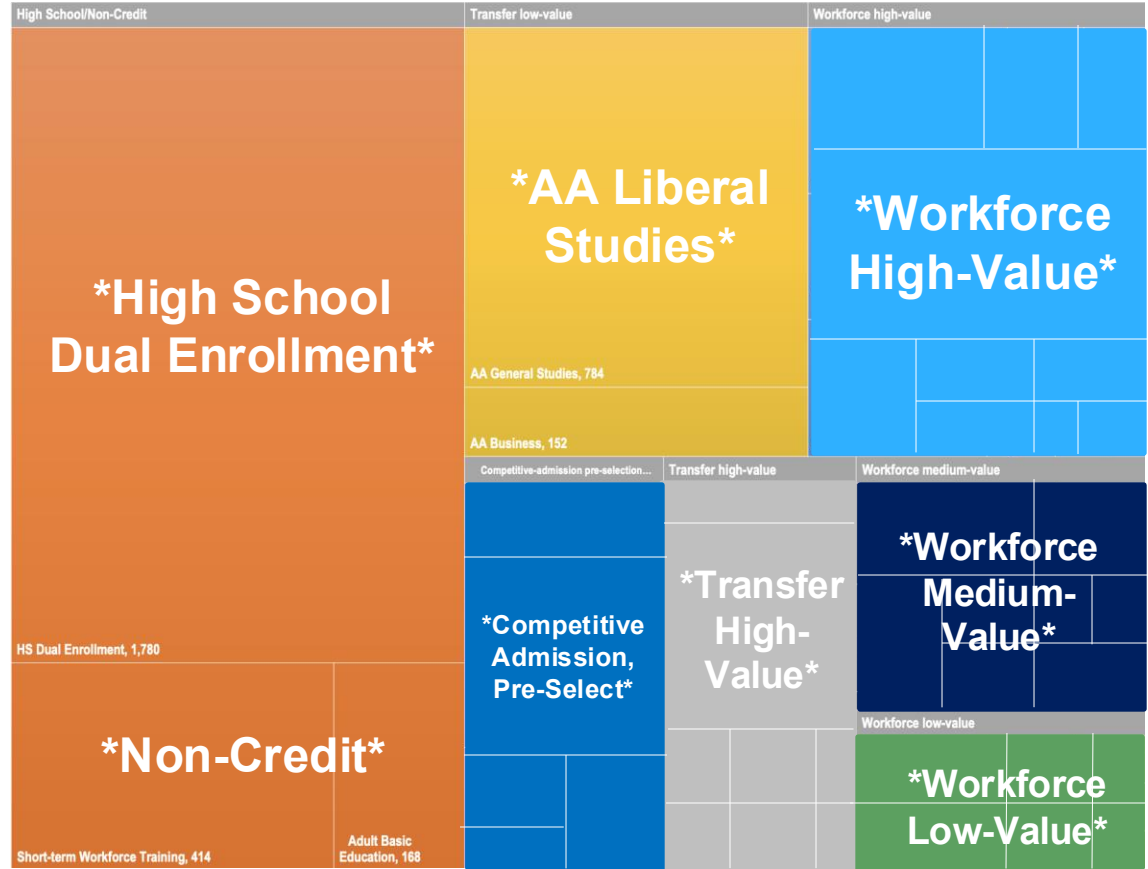 High School/Non-Credit
*High School
Dual Enrollment*
HS Dual Enrollment, 1,780
*Non-Credit*
Short-term Workforce Training, 414
Adult Basic
Education, 168
Transfer low-value
*AA Liberal
Studies*
AA General Studies, 784
AA Business, 152
Workforce high-value
*Workforce
High-Value*
Competitive-admission pre-selection...
*Competitive
Admission,
Pre-Select*
Transfer high-value
*Transfer
High-
Value*
Workforce medium-value
*Workforce
Medium-
Value*
Workforce low-value
*Workforce
Low-Value*